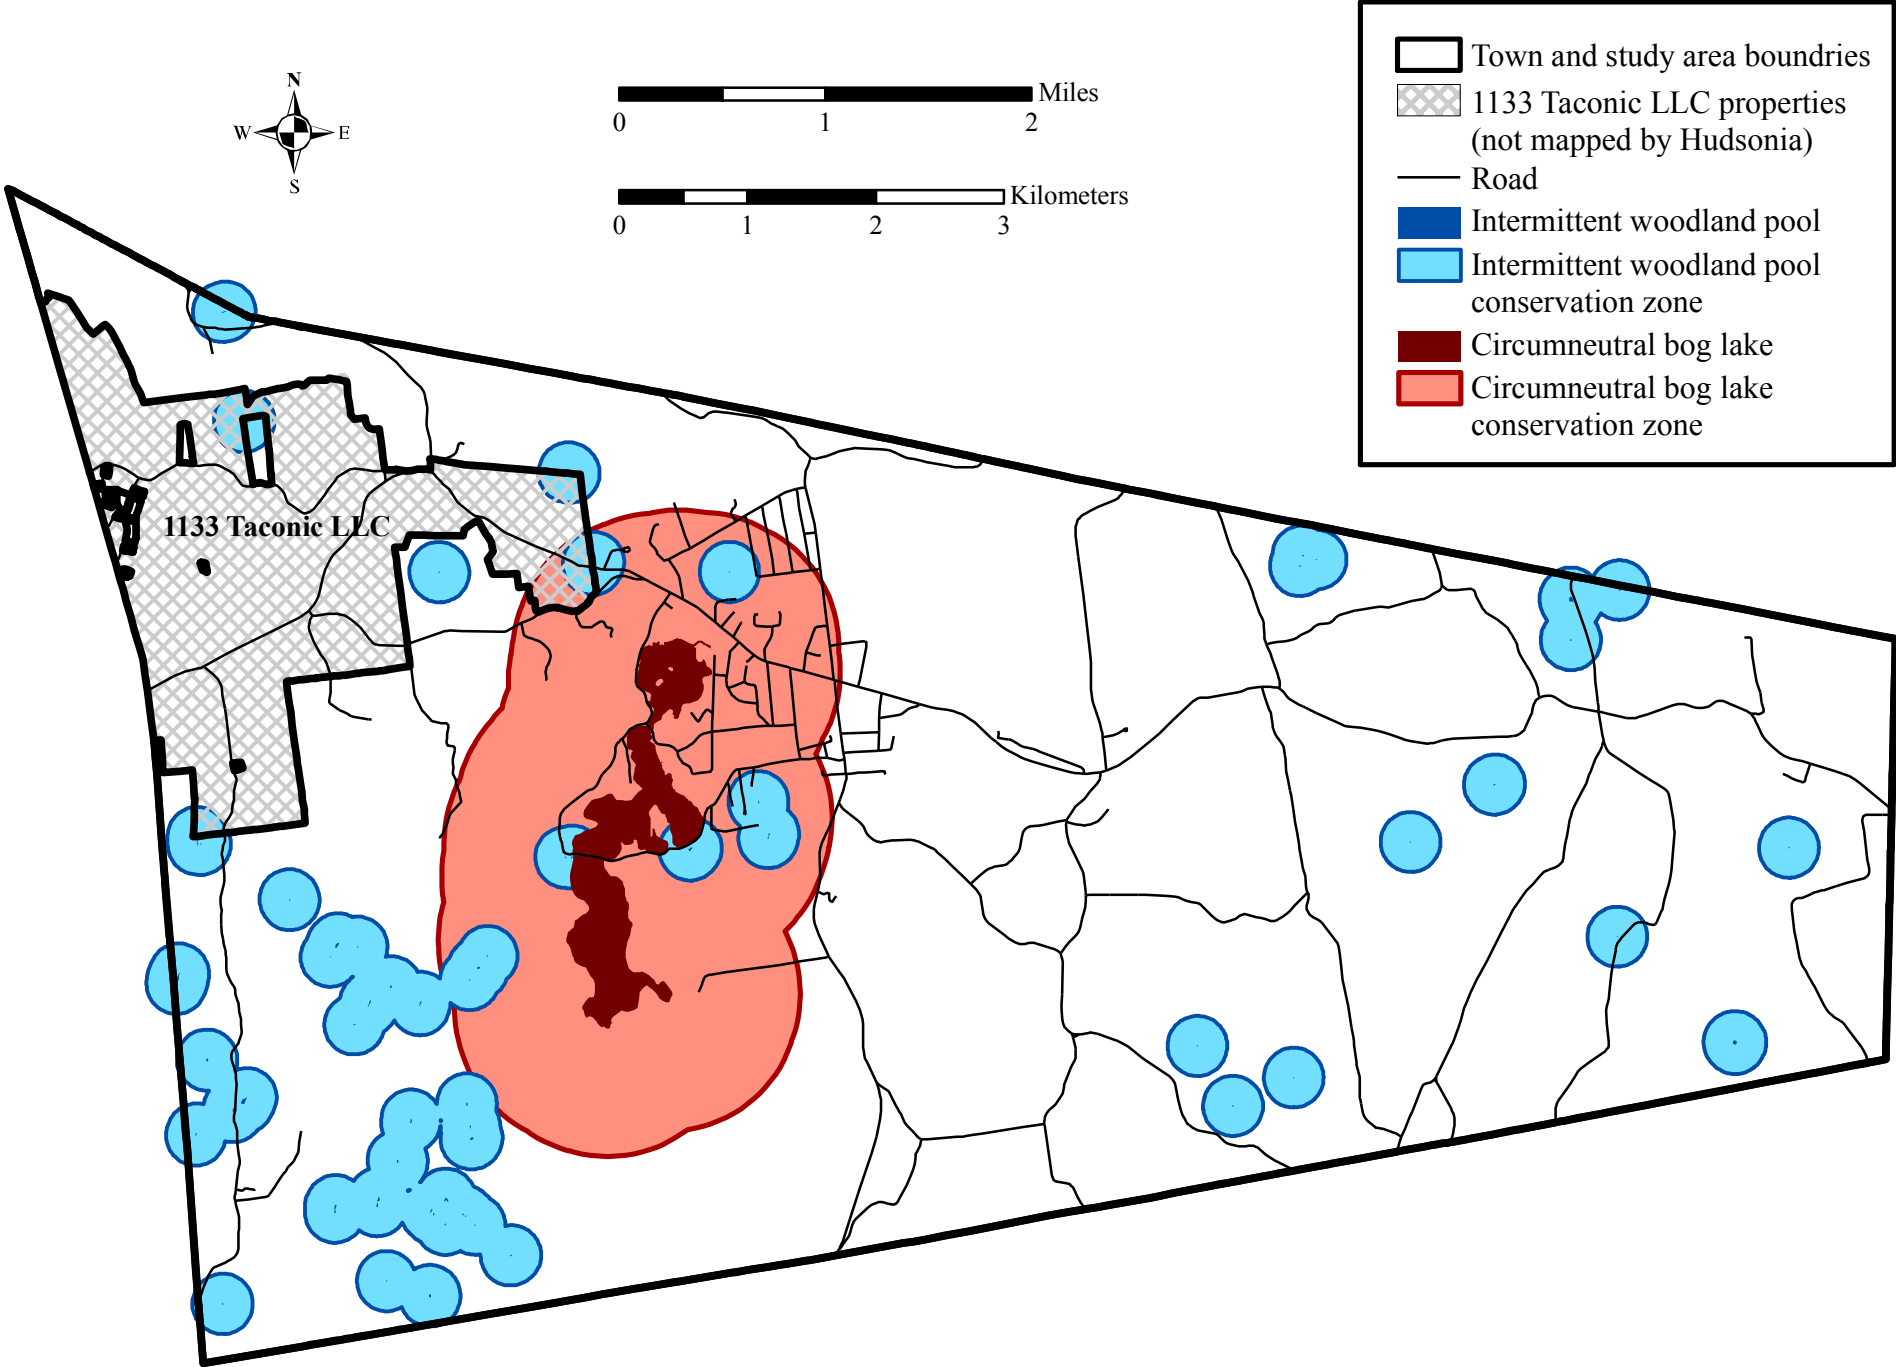 N
W E
S
Miles
0 1 2
Kilometers
0 1 2 3
Town and study area boundries
1133 Taconic LLC properties
(not mapped by Hudsonia)
Road
Intermittent woodland pool
Intermittent woodland pool
conservation zone
Circumneutral bog lake
Circumneutral bog lake
conservation zone
1133 Taconic LLC